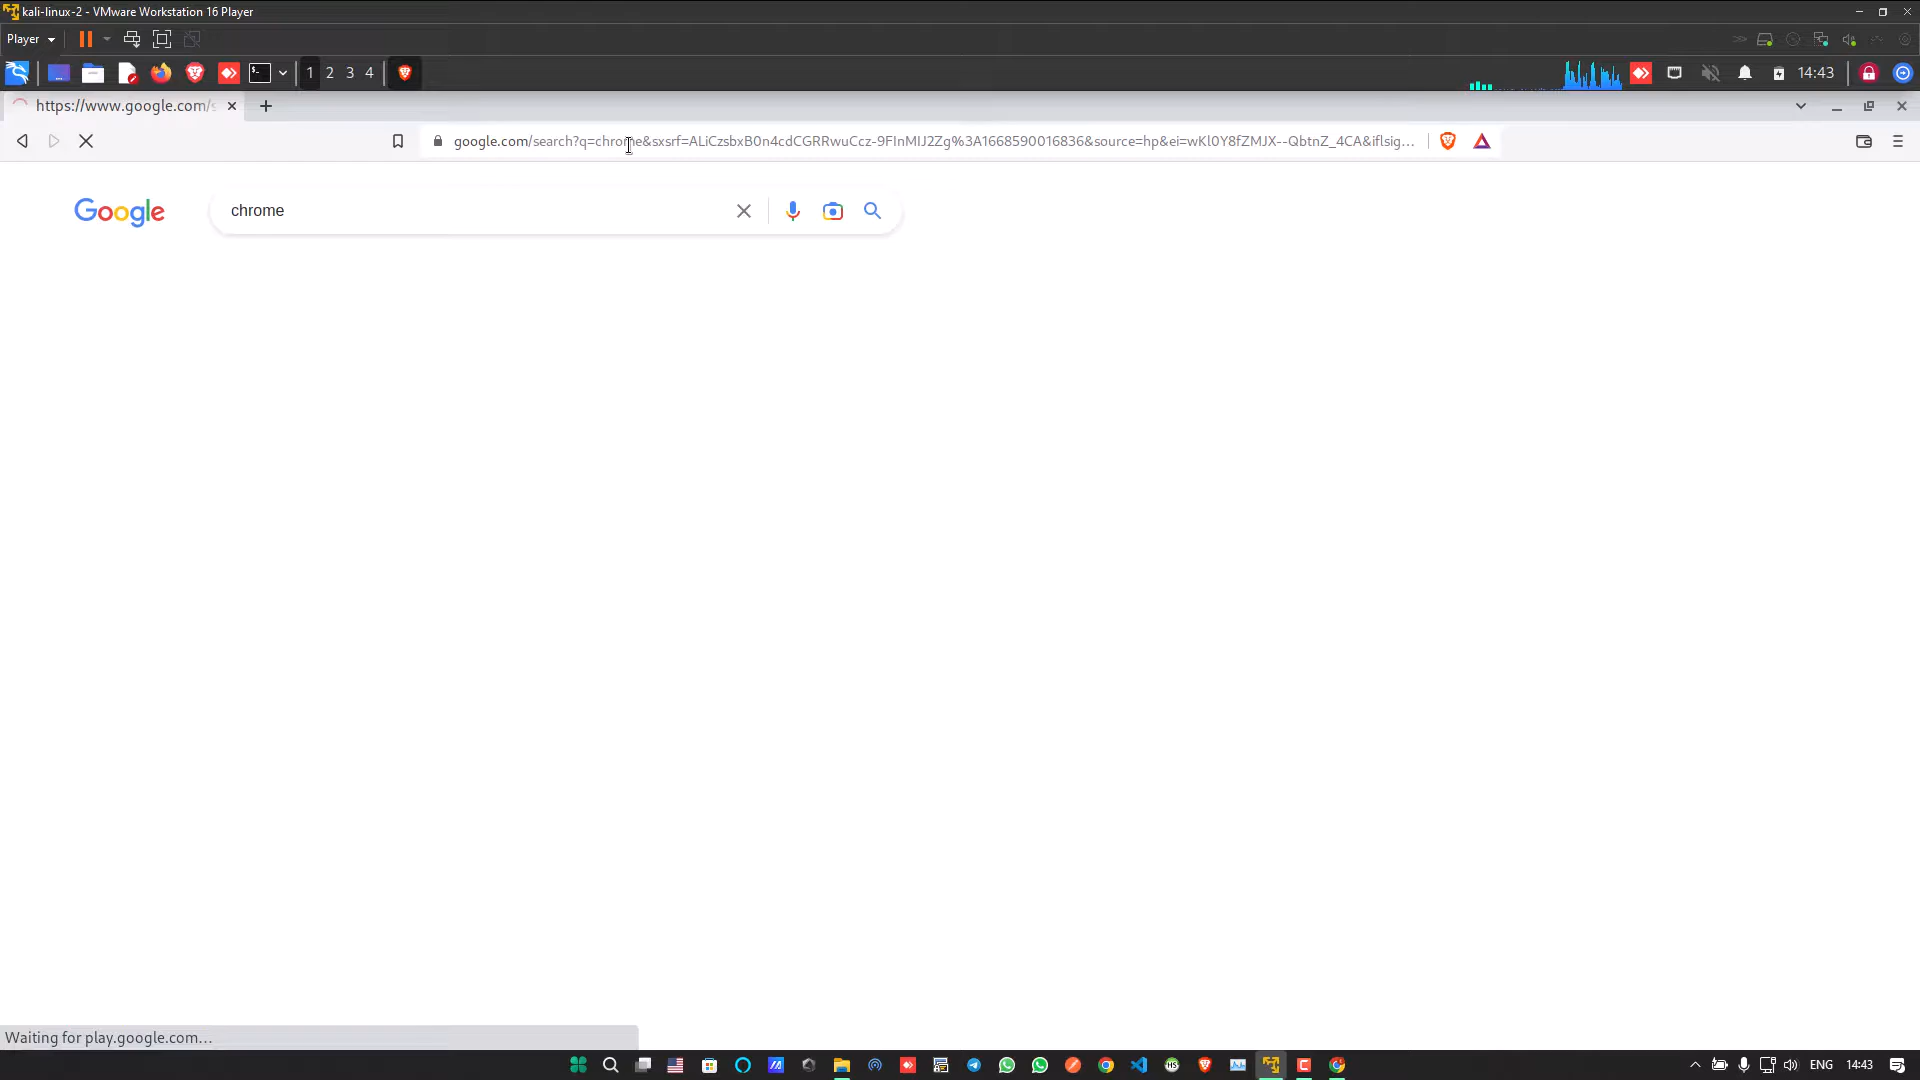 kali-linux-2 - VMware Workstation 16 Player
Player
1 2 3 4
14:43
https://www.google.com/s
google.com/search?q=chrome&sxsrf=ALiCzsbxB0n4cdCGRRwuCcz-9FInMIJ2Zg%3A1668590016836&source=hp&ei=wKl0Y8fZMJX--QbtnZ_4CA&iflsig...
Google
chrome
Waiting for play.google.com...
ENG
14:43